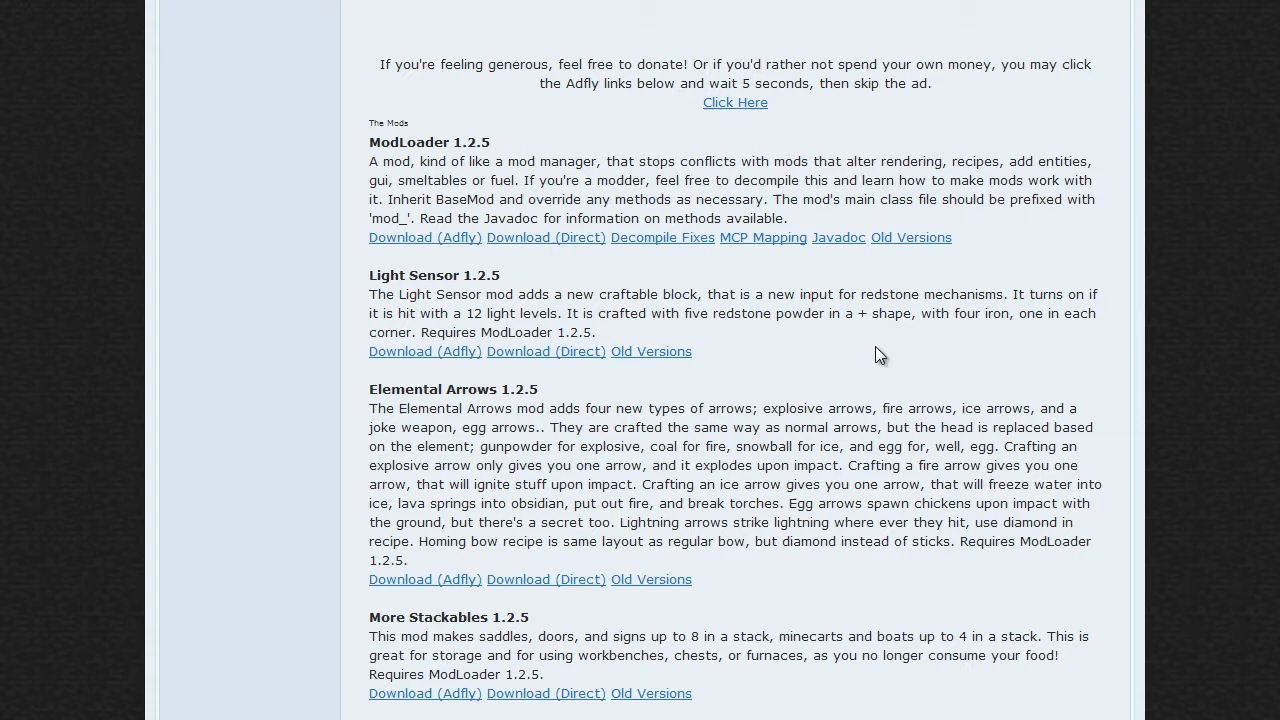 If you're feeling generous, feel free to donate! Or if you'd rather not spend your own money, you may click
the Adfly links below and wait 5 seconds, then skip the ad.
Click Here
The Mods
ModLoader 1.2.5
A mod, kind of like a mod manager, that stops conflicts with mods that alter rendering, recipes, add entities,
gui, smeltables or fuel. If you're a modder, feel free to decompile this and learn how to make mods work with
it. Inherit BaseMod and override any methods as necessary. The mod's main class file should be prefixed with
'mod_'. Read the Javadoc for information on methods available.
Download (Adfly) Download (Direct) Decompile Fixes MCP Mapping Javadoc Old Versions
Light Sensor 1.2.5
The Light Sensor mod adds a new craftable block, that is a new input for redstone mechanisms. It turns on if
it is hit with a 12 light levels. It is crafted with five redstone powder in a + shape, with four iron, one in each
corner. Requires ModLoader 1.2.5.
Download (Adfly) Download (Direct) Old Versions
Elemental Arrows 1.2.5
The Elemental Arrows mod adds four new types of arrows; explosive arrows, fire arrows, ice arrows, and a
joke weapon, egg arrows.. They are crafted the same way as normal arrows, but the head is replaced based
on the element; gunpowder for explosive, coal for fire, snowball for ice, and egg for, well, egg. Crafting an
explosive arrow only gives you one arrow, and it explodes upon impact. Crafting a fire arrow gives you one
arrow, that will ignite stuff upon impact. Crafting an ice arrow gives you one arrow, that will freeze water into
ice, lava springs into obsidian, put out fire, and break torches. Egg arrows spawn chickens upon impact with
the ground, but there's a secret too. Lightning arrows strike lightning where ever they hit, use diamond in
recipe. Homing bow recipe is same layout as regular bow, but diamond instead of sticks. Requires ModLoader
1.2.5.
Download (Adfly) Download (Direct) Old Versions
More Stackables 1.2.5
This mod makes saddles, doors, and signs up to 8 in a stack, minecarts and boats up to 4 in a stack. This is
great for storage and for using workbenches, chests, or furnaces, as you no longer consume your food!
Requires ModLoader 1.2.5.
Download (Adfly) Download (Direct) Old Versions